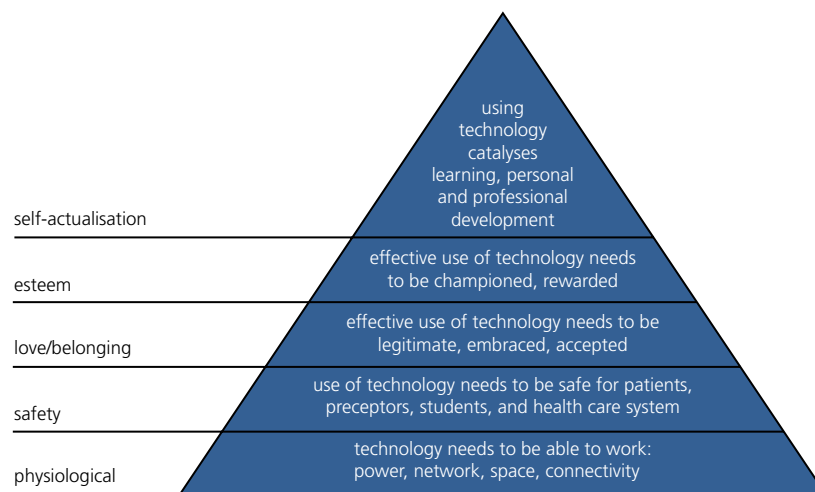 using
technology
catalyses
learning, personal
and professional
development
self-actualisation
effective use of technology needs
to be championed, rewarded
esteem
effective use of technology needs to be
legitimate, embraced, accepted
love/belonging
use of technology needs to be safe for patients,
preceptors, students, and health care system
safety
technology needs to be able to work:
power, network, space, connectivity
physiological